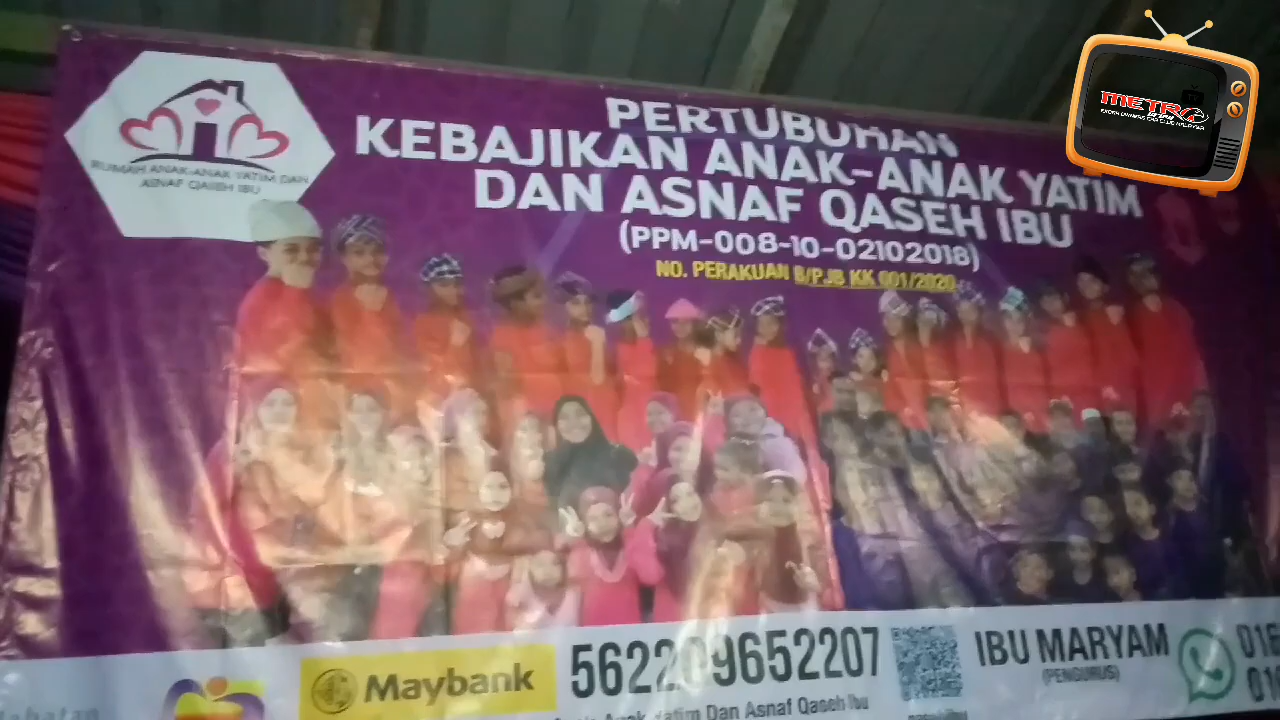 PERTUBUHAN
KEBAJIKAN ANAK-ANAK YATIM
DAN ASNAF QASEH IBU
(PPM-008-10-02102018)
NO. PERAKUAN B/PJB KK 001/2020
RUMAH ANAK-ANAK YATIM DAN
ASNAF QASEH IBU
METRO
Maybank
562209652207
Anak Yatim Dan Asnaf Qaseh Ibu
IBU MARYAM
(PENGURUS)
016
010